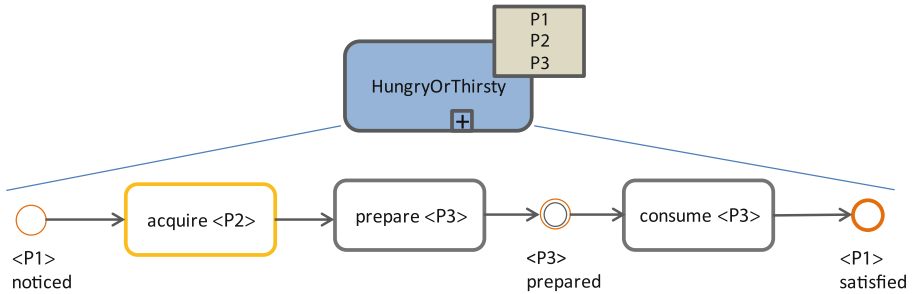 P1
P2
P3
HungryOrThirsty
+
acquire <P2>
prepare <P3>
consume <P3>
<P1>
noticed
<P3>
prepared
<P1>
satisfied